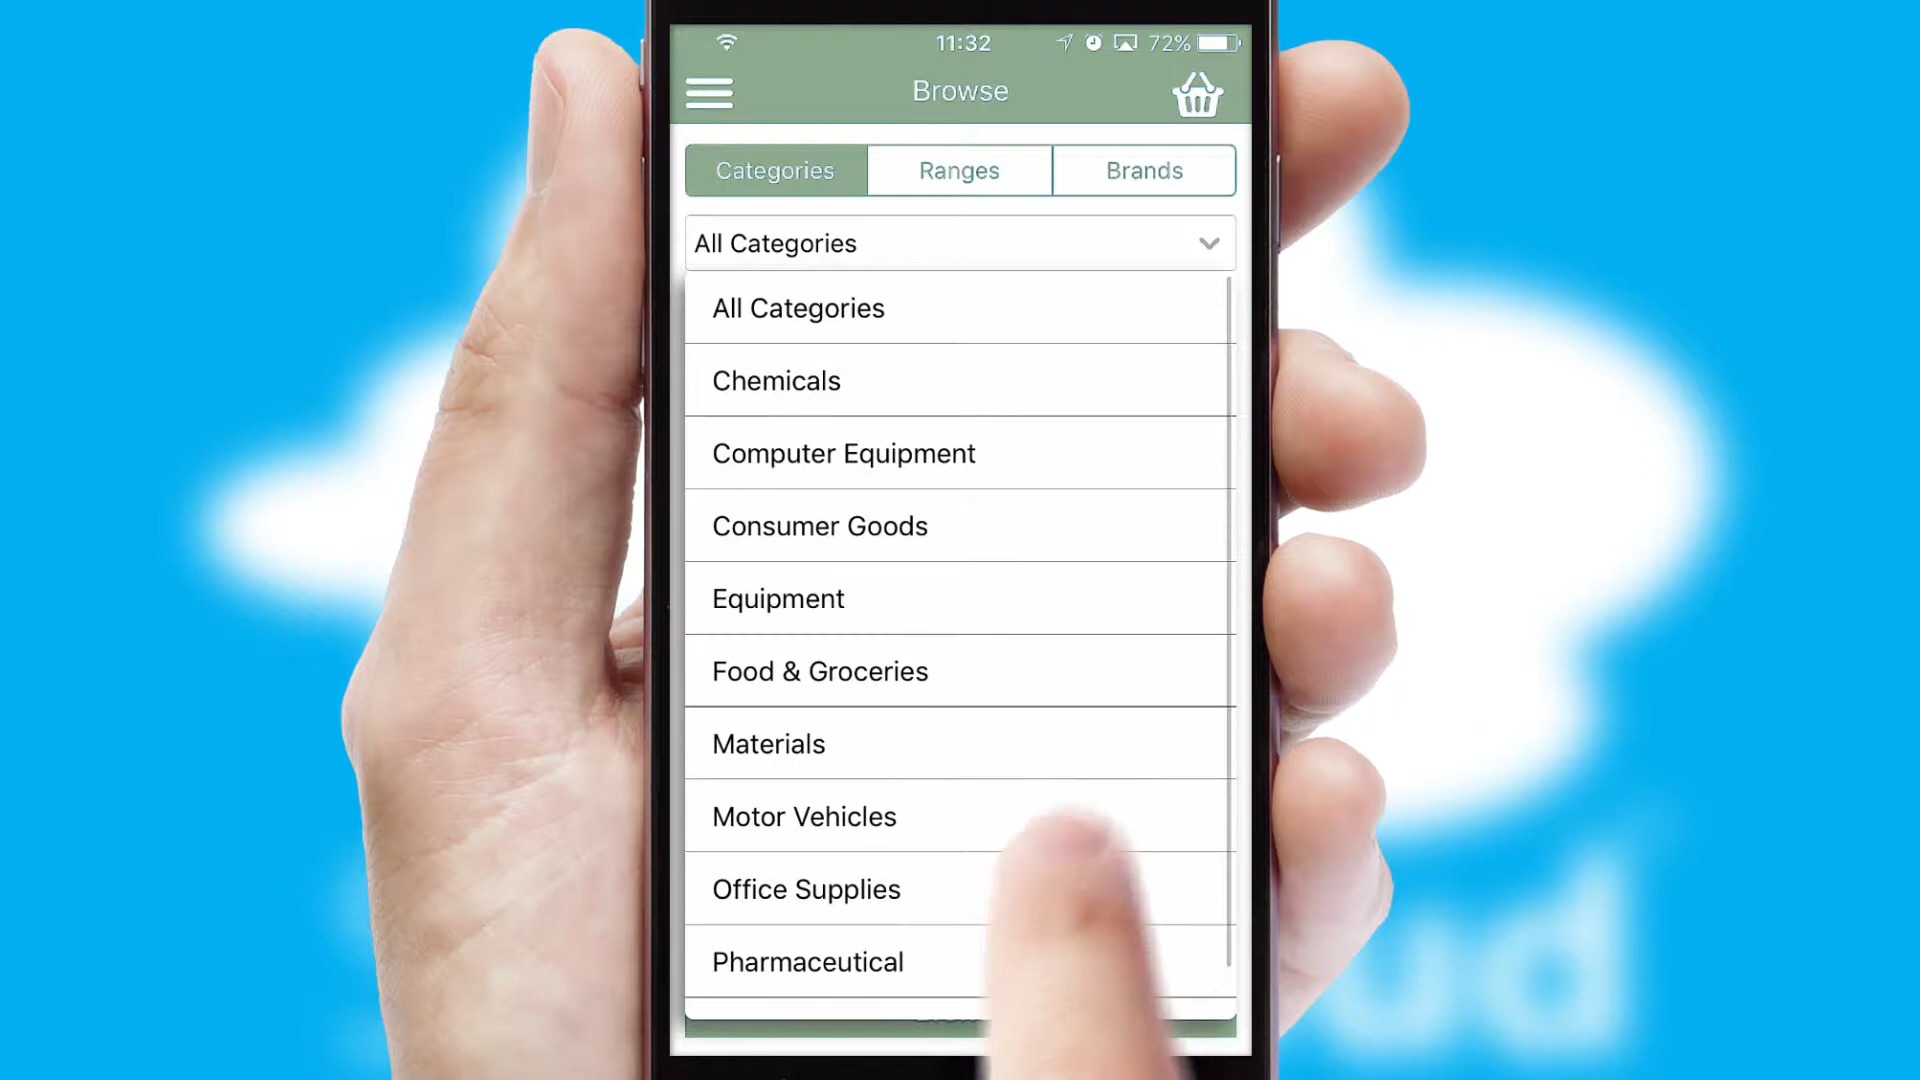 11:32 72%
Browse
Categories Ranges Brands
All Categories
All Categories
Chemicals
Computer Equipment
Consumer Goods
Equipment
Food & Groceries
Materials
Motor Vehicles
Office Supplies
Pharmaceutical